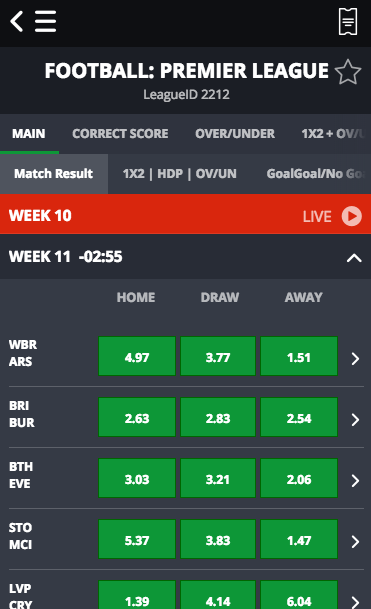 FOOTBALL: PREMIER LEAGUE
LeagueID 2212
MAIN CORRECT SCORE OVER/UNDER 1X2 + OV/U
Match Result 1X2 | HDP | OV/UN GoalGoal/No Go
WEEK 10 LIVE
WEEK 11 -02:55
HOME DRAW AWAY
WBR
ARS
4.97 3.77 1.51
BRI
BUR
2.63 2.83 2.54
BTH
EVE
3.03 3.21 2.06
STO
MCI
5.37 3.83 1.47
LVP
CRY
1.39 4.14 6.04